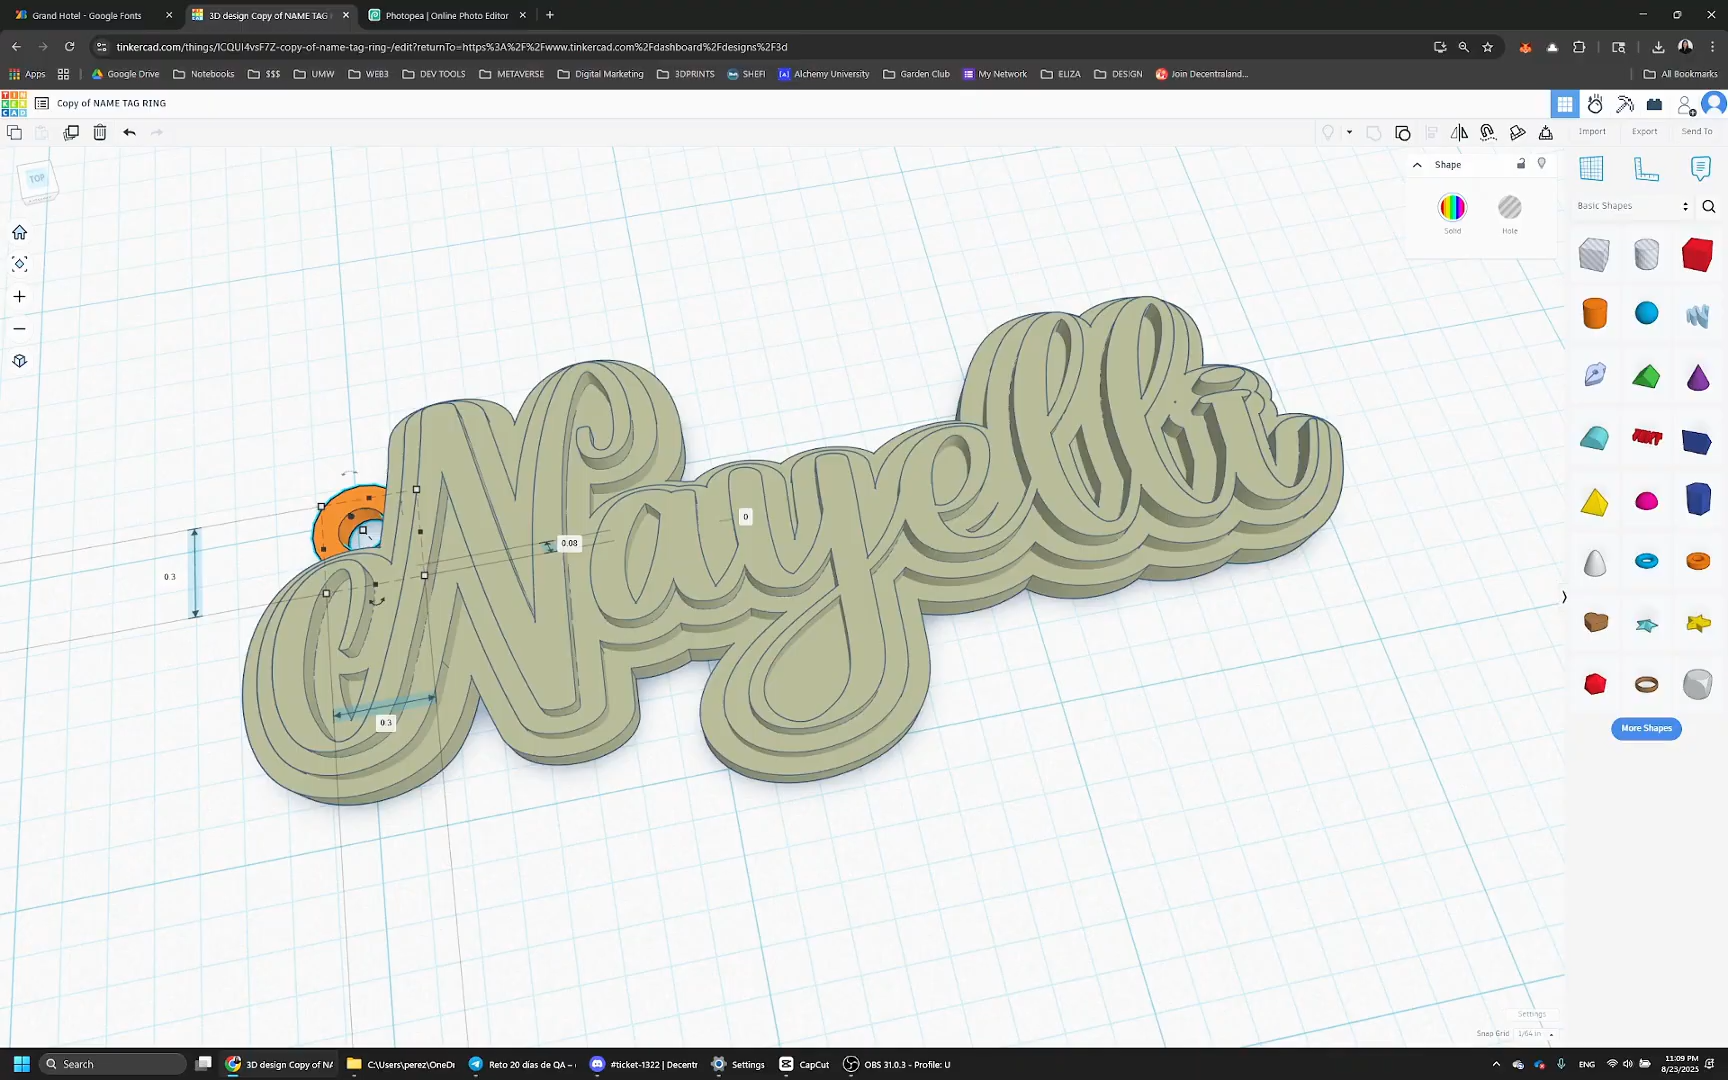 Grand Hotel - Google Fonts
3D design Copy of NAME TAG R
Photopea | Online Photo Editor
tinkercad.com/things/ICQUI4vsF7Z-copy-of-name-tag-ring-/edit?returnTo=https%3A%2F%2Fwww.tinkercad.com%2Fdashboard%2Fdesigns%2F3d
Apps
Google Drive
Notebooks
$$$
UMW
WEB3
DEV TOOLS
METAVERSE
Digital Marketing
3DPRINTS
SHEFI
Alchemy University
Garden Club
My Network
ELIZA
DESIGN
Join Decentraland...
All Bookmarks
TIN
KER
CAD
Copy of NAME TAG RING
Import
Export
Send To
TOP
Shape
Solid
Hole
Basic Shapes
Nayelli
0
0.08
0.3
0.3
More Shapes
Settings
Snap Grid 1/64 in
Search
3D design Copy of NA
C:\Users\perez\OneDr
Reto 20 días de QA –
#ticket-1322 | Decentr
Settings
CapCut
OBS 31.0.3 - Profile: U
ENG
11:09 PM
8/23/2025